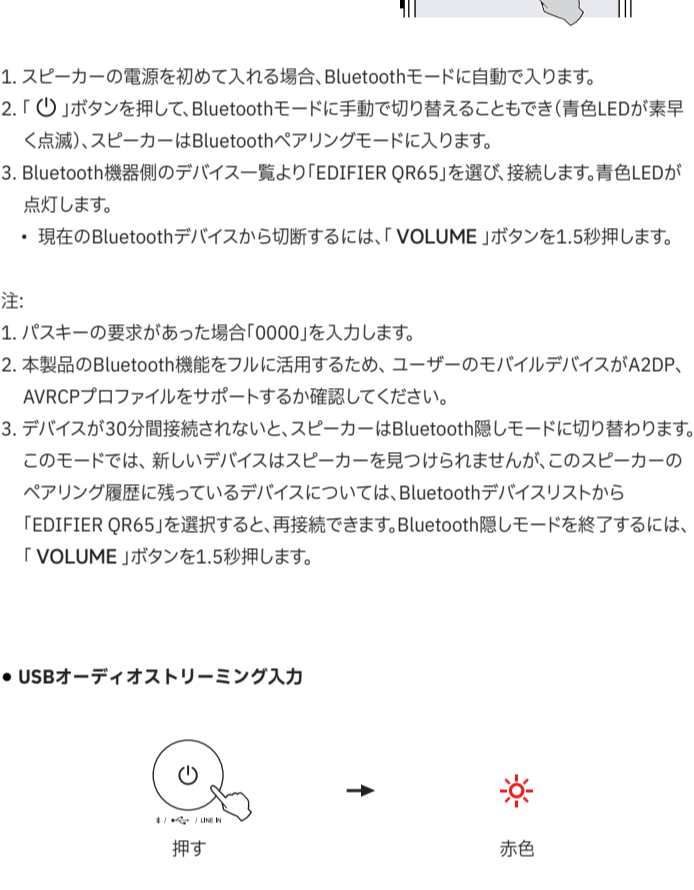 1. スピーカーの電源を初めて入れる場合、Bluetoothモードに自動で入ります。
2. 「 ⏻ 」ボタンを押して、Bluetoothモードに手動で切り替えることもでき（青色LEDが素早
く点滅）、スピーカーはBluetoothペアリングモードに入ります。
3. Bluetooth機器側のデバイス一覧より「EDIFIER QR65」を選び、接続します。青色LEDが
点灯します。
• 現在のBluetoothデバイスから切断するには、「 VOLUME 」ボタンを1.5秒押します。
注:
1. パスキーの要求があった場合「0000」を入力します。
2. 本製品のBluetooth機能をフルに活用するため、 ユーザーのモバイルデバイスがA2DP、
AVRCPプロファイルをサポートするか確認してください。
3. デバイスが30分間接続されないと、スピーカーはBluetooth隠しモードに切り替わります。
このモードでは、 新しいデバイスはスピーカーを見つけられませんが、このスピーカーの
ペアリング履歴に残っているデバイスについては、Bluetoothデバイスリストから
「EDIFIER QR65」を選択すると、再接続できます。Bluetooth隠しモードを終了するには、
「 VOLUME 」ボタンを1.5秒押します。
• USBオーディオストリーミング入力
/ / LINE IN
押す
赤色